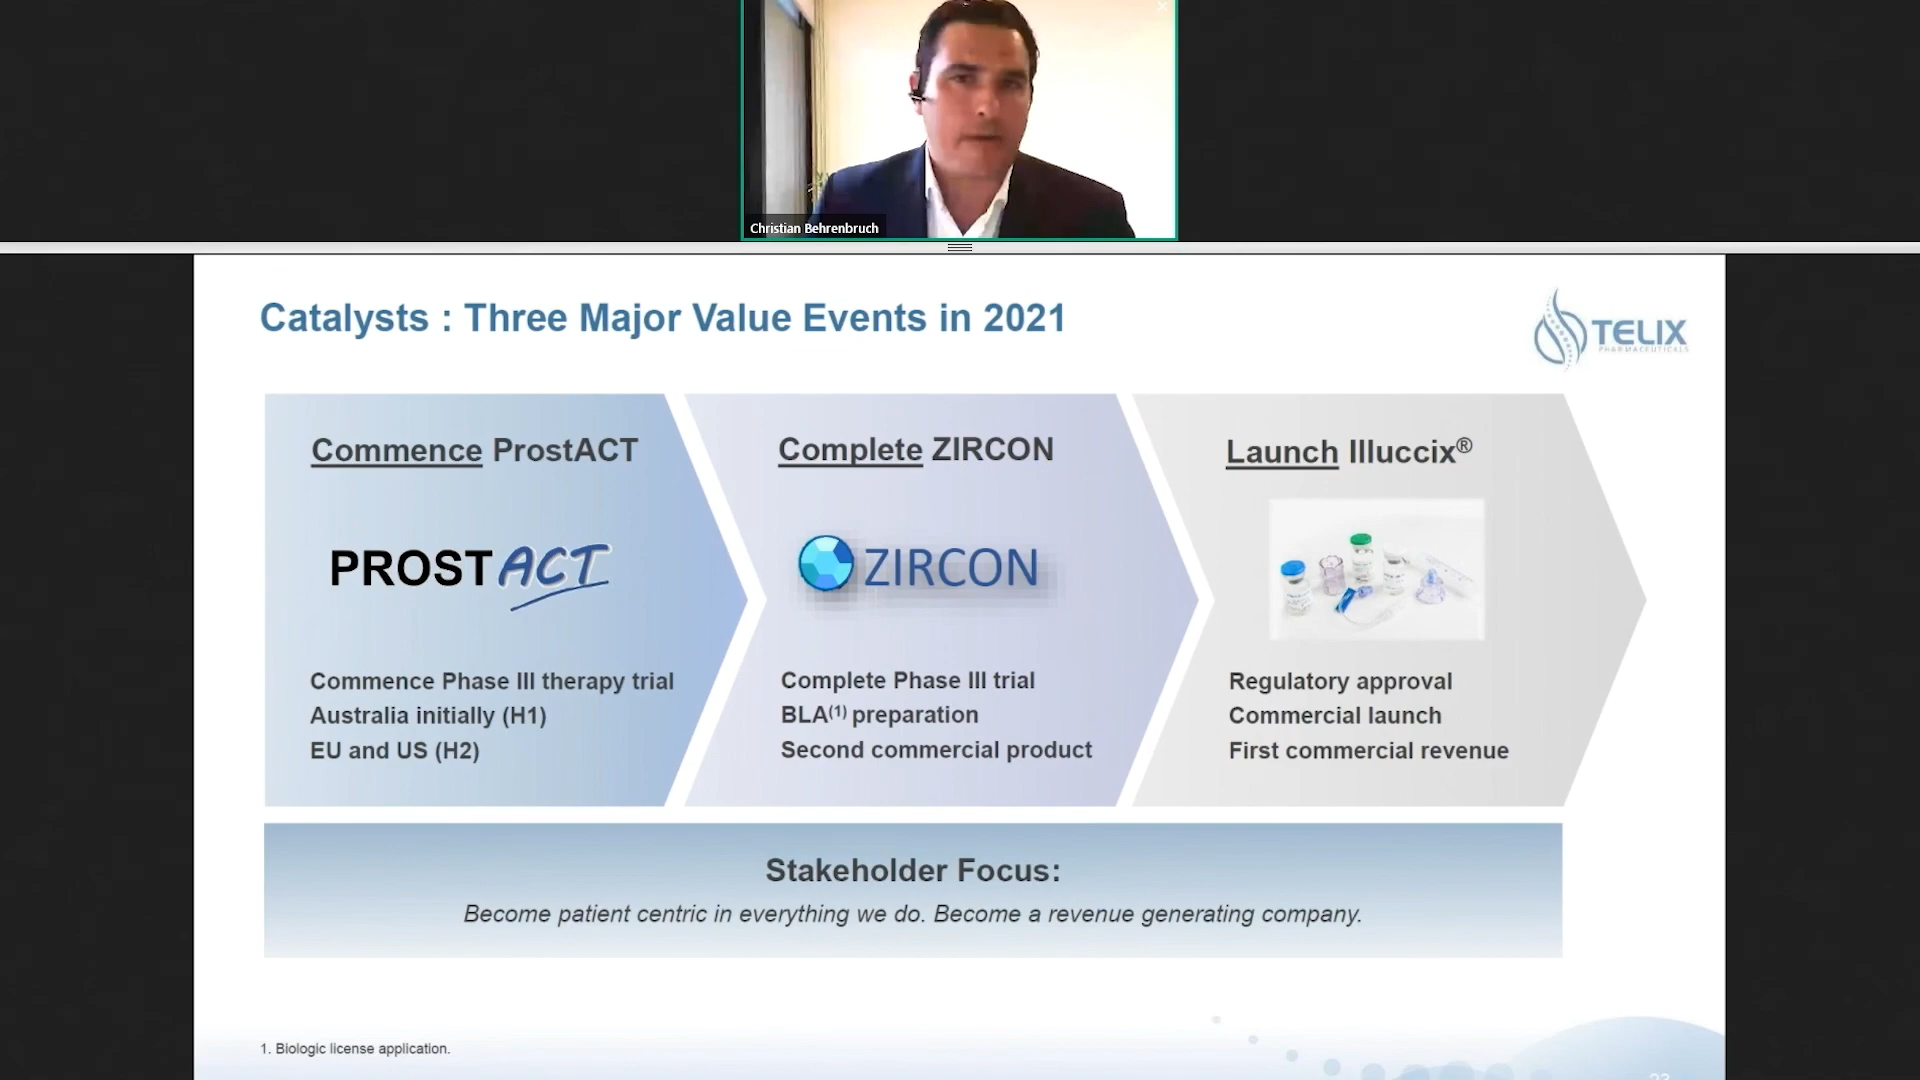 Christian Behrenbruch
Catalysts : Three Major Value Events in 2021
TELIX
PHARMACEUTICALS
Commence ProstACT
PROSTACT
Commence Phase III therapy trial
Australia initially (H1)
EU and US (H2)
Complete ZIRCON
ZIRCON
Complete Phase III trial
BLA(1) preparation
Second commercial product
Launch Illuccix®
Regulatory approval
Commercial launch
First commercial revenue
Stakeholder Focus:
Become patient centric in everything we do. Become a revenue generating company.
1. Biologic license application.